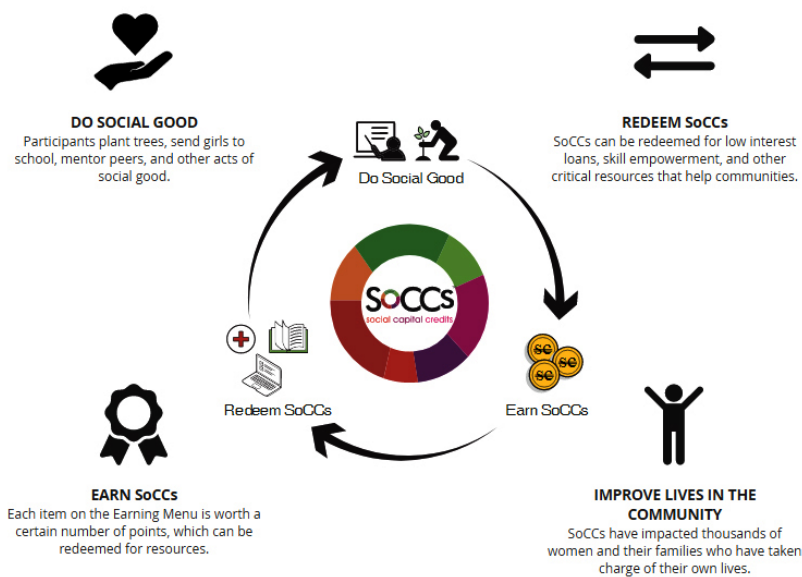 DO SOCIAL GOOD
Participants plant trees, send girls to
school, mentor peers, and other acts of
social good.
REDEEM SoCCs
SoCCs can be redeemed for low interest
loans, skill empowerment, and other
critical resources that help communities.
Do Social Good
SoCCs
social capital credits
sc
sc
sc
Redeem SoCCs
Earn SoCCs
EARN SoCCs
Each item on the Earning Menu is worth a
certain number of points, which can be
redeemed for resources.
IMPROVE LIVES IN THE
COMMUNITY
SoCCs have impacted thousands of
women and their families who have taken
charge of their own lives.